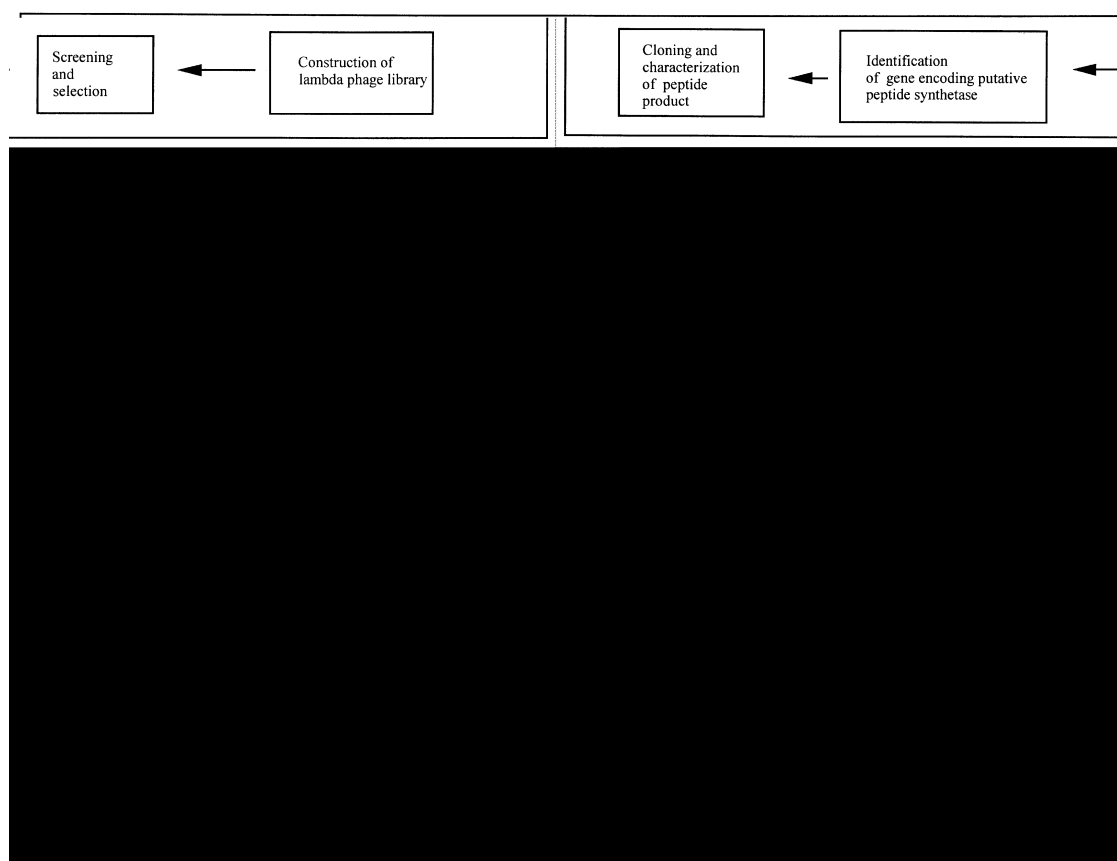 Screening
and
selection
Construction of
lambda phage library
Cloning and
characterization
of peptide
product
Identification
of gene encoding putative
peptide synthetase